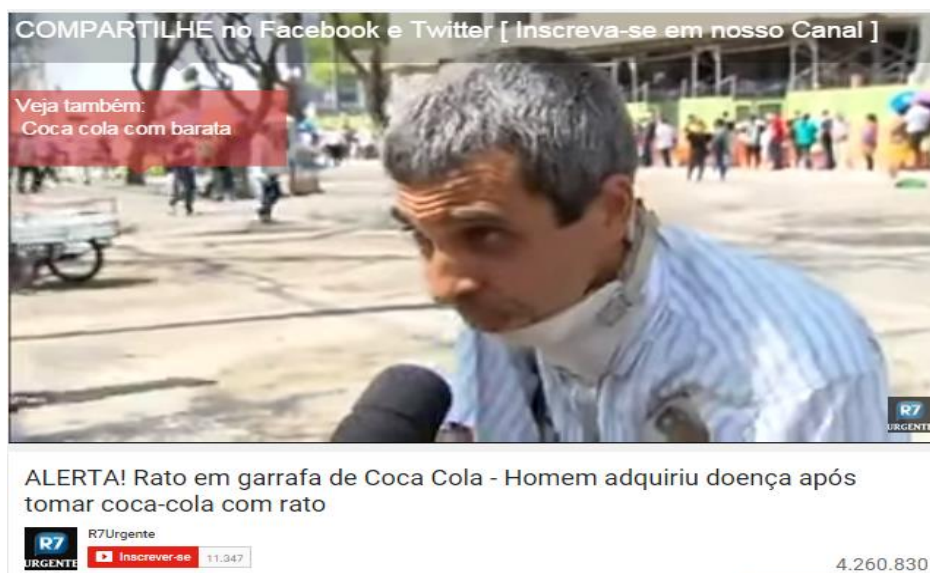 COMPARTILHE no Facebook e Twitter [ Inscreva-se em nosso Canal ]
Veja também:
Coca cola com barata
R7
URGENTE
ALERTA! Rato em garrafa de Coca Cola - Homem adquiriu doença após
tomar coca-cola com rato
R7
URGENTE
R7Urgente
Inscrever-se 11.347
4.260.830